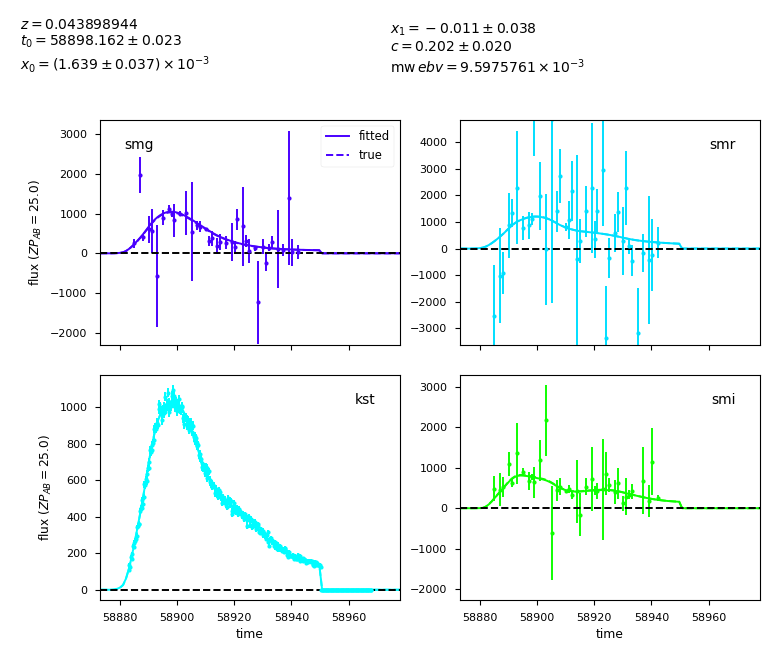 z = 0.043898944
t₀ = 58898.162 ± 0.023
x₀ = (1.639 ± 0.037) × 10⁻³
x₁ = −0.011 ± 0.038
c = 0.202 ± 0.020
mw ebv = 9.5975761 × 10⁻³
smg
fitted
true
3000
2000
1000
0
−1000
−2000
flux (ZP_AB = 25.0)
smr
4000
3000
2000
1000
0
−1000
−2000
−3000
kst
1000
800
600
400
200
0
flux (ZP_AB = 25.0)
58880 58900 58920 58940 58960
time
smi
3000
2000
1000
0
−1000
−2000
58880 58900 58920 58940 58960
time